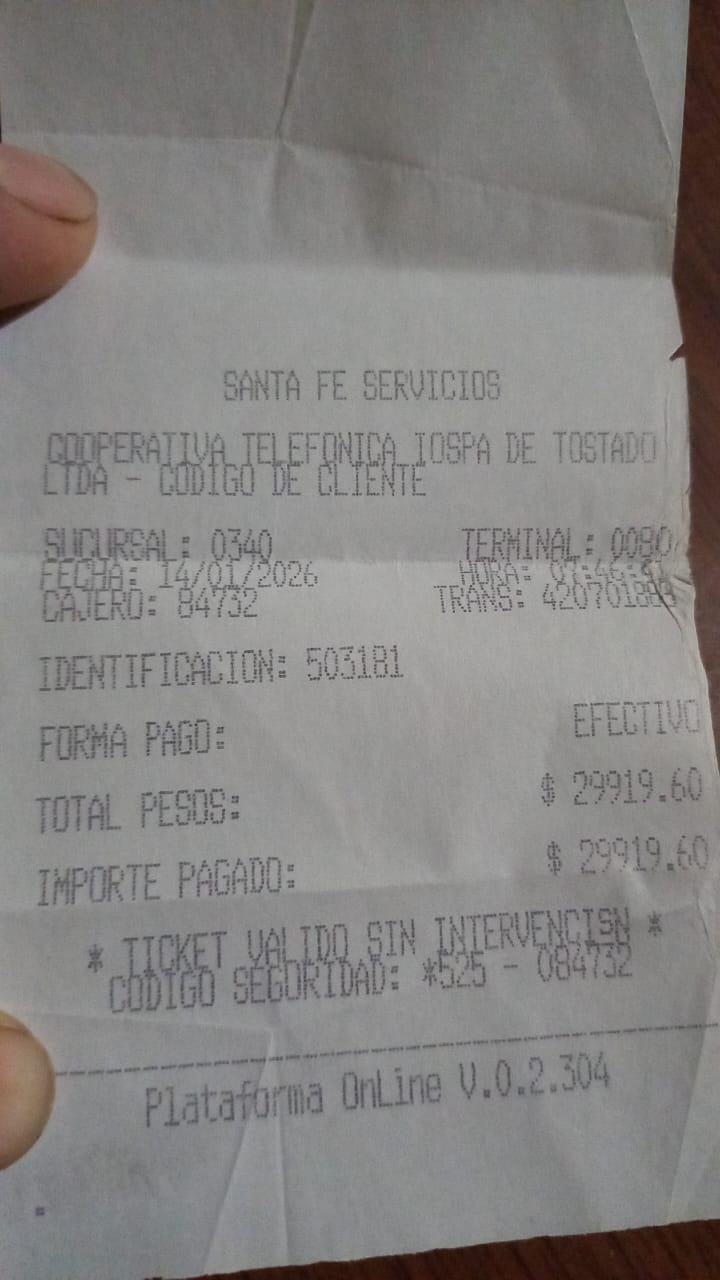 SANTA FE SERVICIOS
COOPERATIVA TELEFONICA IOSPA DE TOSTADO
LTDA - CODIGO DE CLIENTE
SUCURSAL: 0340 TERMINAL: 0080
FECHA: 14/01/2026 HORA:
CAJERO: 84732 TRANS:
IDENTIFICACION: 503181
FORMA PAGO: EFECTIVO
TOTAL PESOS: $ 29919.60
IMPORTE PAGADO: $ 29919.60
* TICKET VALIDO SIN INTERVENCISN *
CODIGO SEGURIDAD: *525 - 084732
Plataforma OnLine V.0.2.304